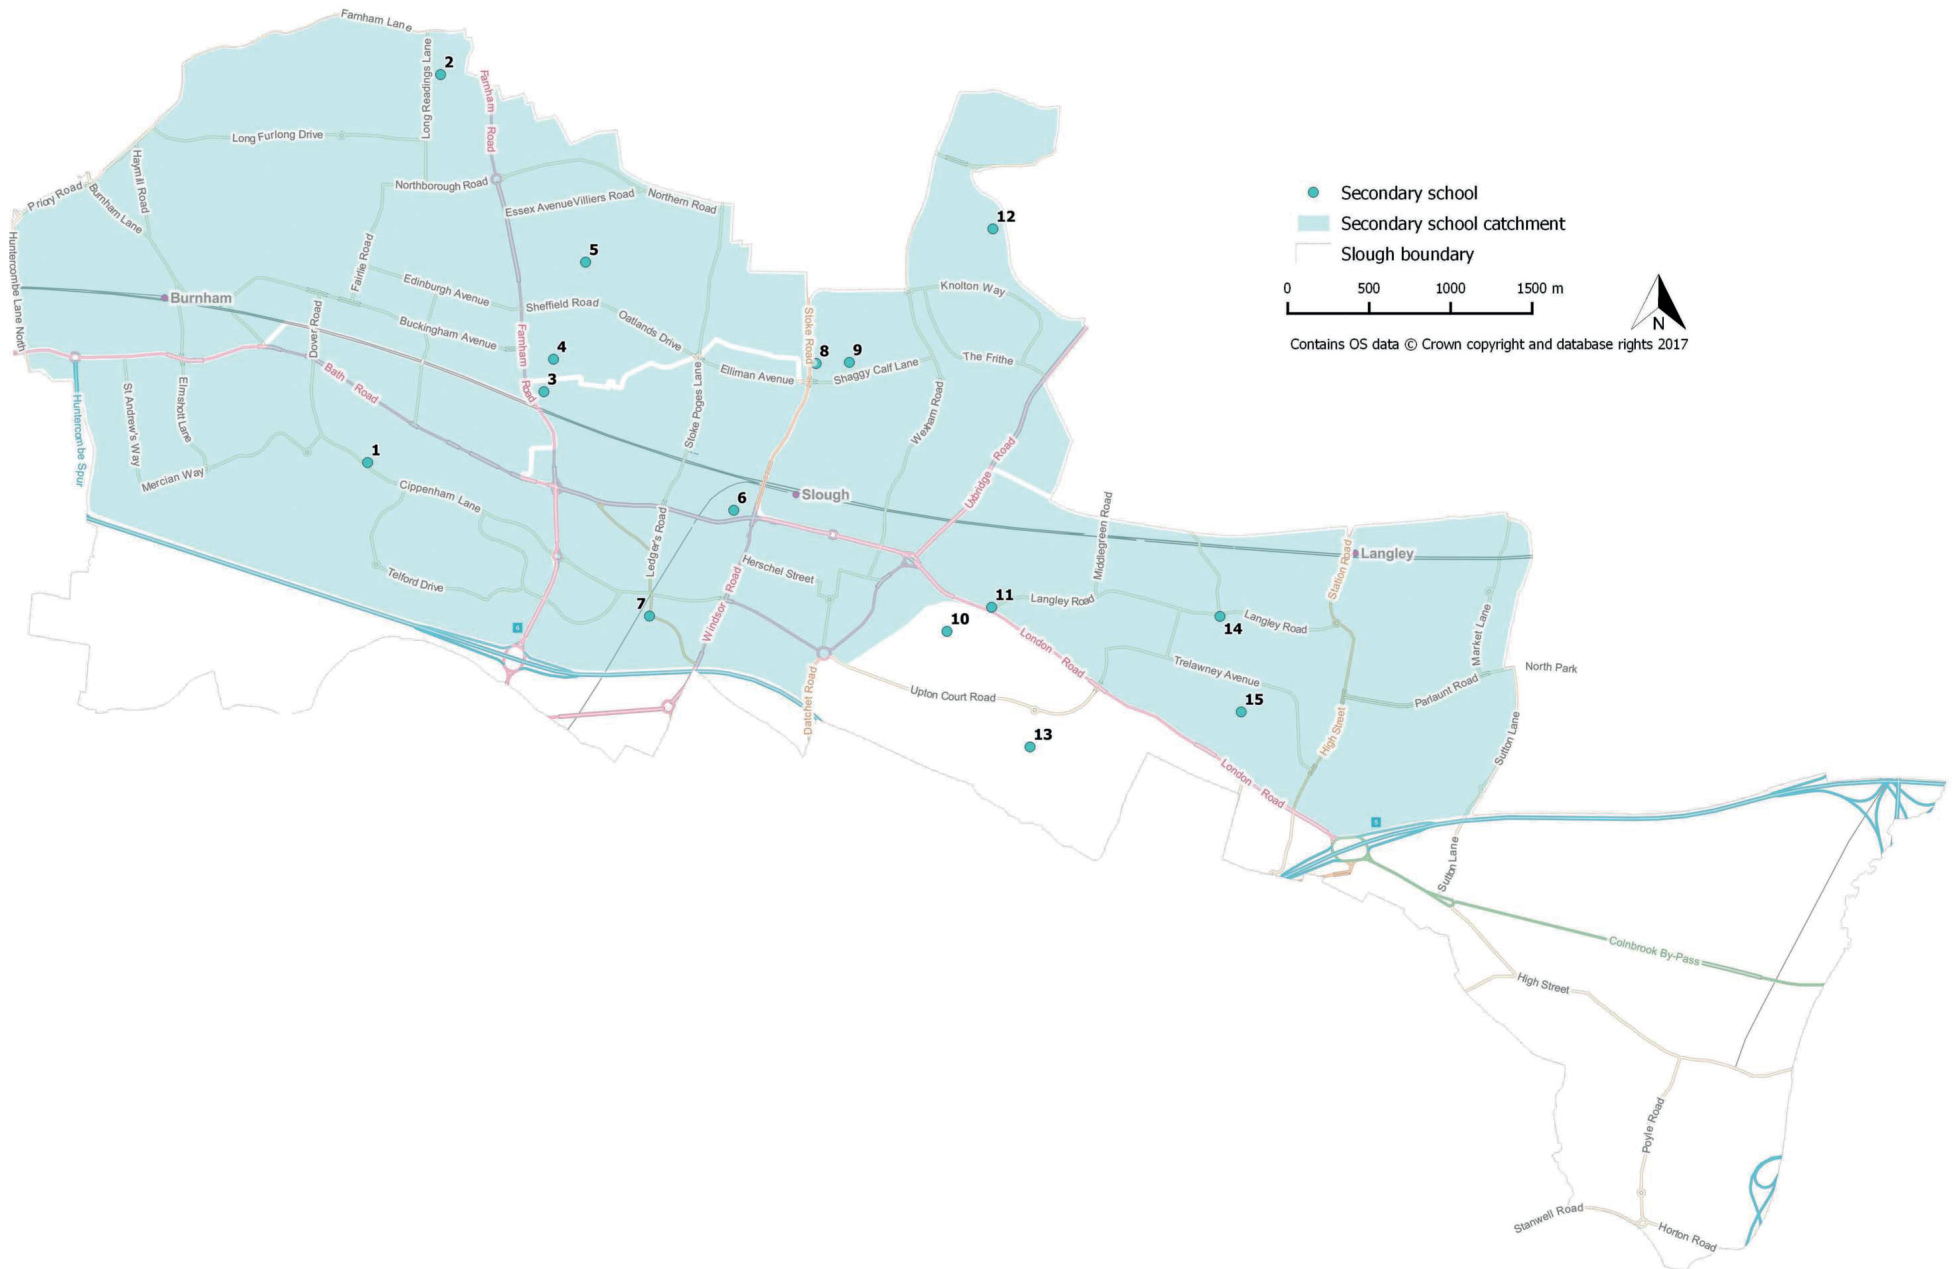 Farnham Lane
2
Long Readings Lane
Farnham Road
Long Furlong Drive
Haymill Road
Northborough Road
Priory Road
Burnham Lane
Essex Avenue
Villiers Road
Northern Road
12
Huntercombe Lane North
Fairlie Road
5
Edinburgh Avenue
Sheffield Road
Knolton Way
Burnham
Dover Road
Buckingham Avenue
Farnham Road
Oatlands Drive
Stoke Road
4
8
9
The Frithe
Shaggy Calf Lane
Elliman Avenue
Bath Road
3
Stoke Poges Lane
Wexham Road
Huntercombe Spur
St Andrew's Way
Elmshott Lane
1
Mercian Way
Cippenham Lane
Uxbridge Road
6
Slough
Ledger's Road
Middlegreen Road
Langley
Station Road
Herschel Street
Telford Drive
7
Windsor Road
11
Langley Road
10
14
Langley Road
London Road
Market Lane
Trelawney Avenue
North Park
Upton Court Road
15
Parlaunt Road
Datchet Road
13
High Street
Sutton Lane
London Road
Sutton Lane
Colnbrook By-Pass
High Street
Poyle Road
Stanwell Road
Horton Road
Secondary school
Secondary school catchment
Slough boundary
0 500 1000 1500 m
N
Contains OS data © Crown copyright and database rights 2017